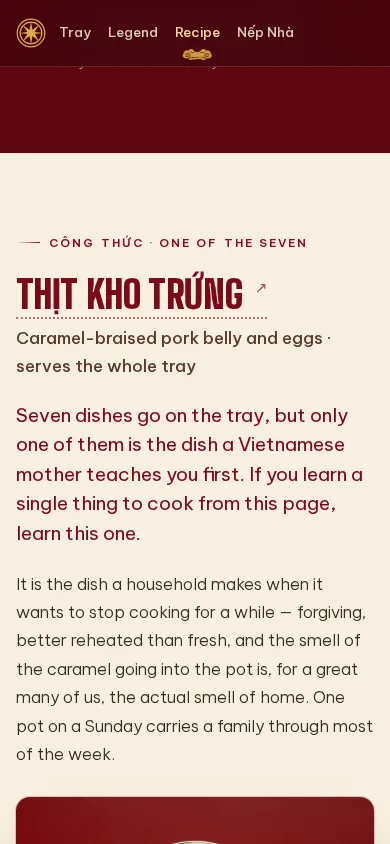 Tray Legend Recipe Nếp Nhà
CÔNG THỨC · ONE OF THE SEVEN
THỊT KHO TRỨNG ↗
Caramel-braised pork belly and eggs ·
serves the whole tray
Seven dishes go on the tray, but only
one of them is the dish a Vietnamese
mother teaches you first. If you learn a
single thing to cook from this page,
learn this one.
It is the dish a household makes when it
wants to stop cooking for a while — forgiving,
better reheated than fresh, and the smell of
the caramel going into the pot is, for a great
many of us, the actual smell of home. One
pot on a Sunday carries a family through most
of the week.